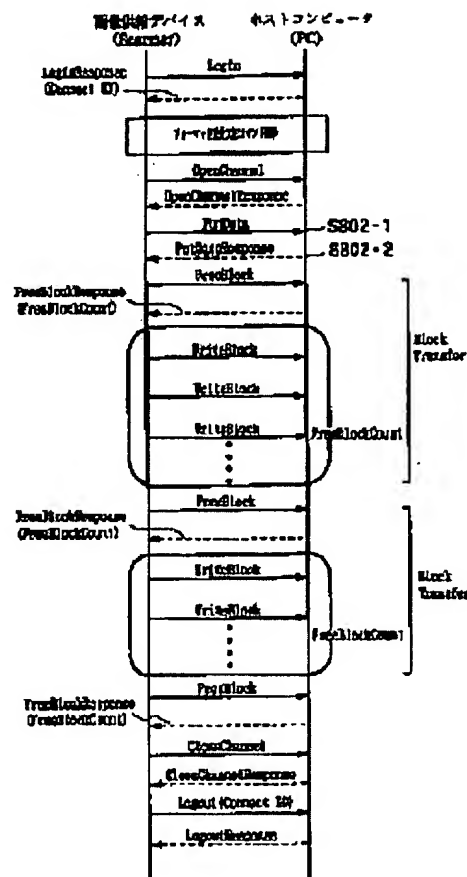 画像供給デバイス
(Scanner)
ホストコンピュータ
(PC)
Login
LoginResponse
(Connect ID)
OpenChannel
OpenChannelResponse
PutData
S802-1
PutDataResponse
S802-2
FreeBlock
FreeBlockResponse
(FreeBlockCount)
WriteBlock
Block
Transfer
WriteBlock
WriteBlock
FreeBlockCount
FreeBlock
FreeBlockResponse
(FreeBlockCount)
WriteBlock
Block
Transfer
WriteBlock
FreeBlockCount
FreeBlock
FreeBlockResponse
(FreeBlockCount)
CloseChannel
CloseChannelResponse
Logout (Connect ID)
LogoutResponse